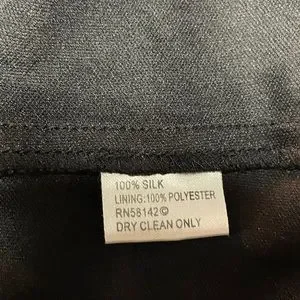 100% SILK
LINING:100% POLYESTER
RN58142©
DRY CLEAN ONLY